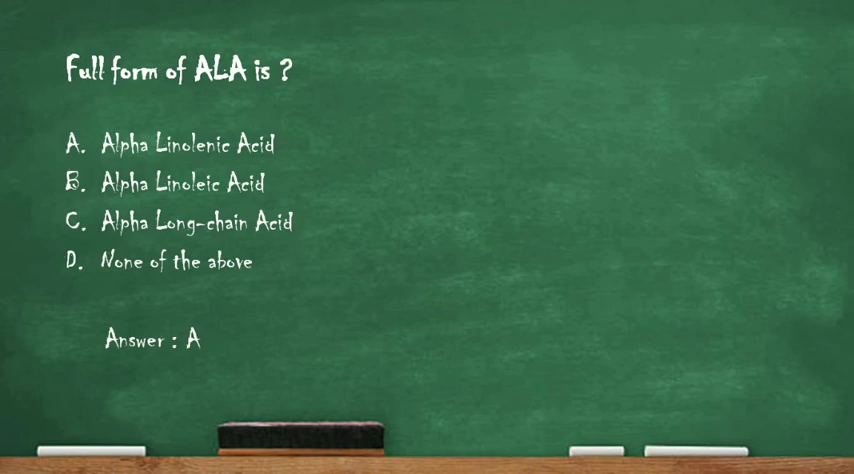 Full form of ALA is ?
A. Alpha Linolenic Acid
B. Alpha Linoleic Acid
C. Alpha Long-chain Acid
D. None of the above
Answer : A